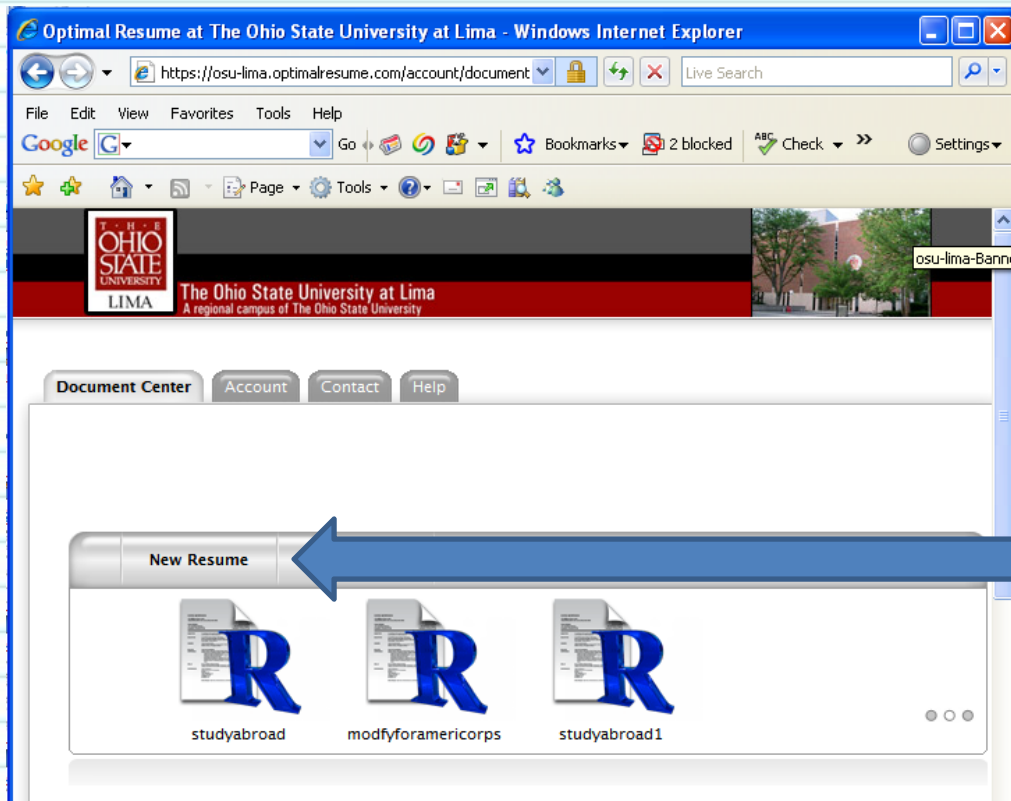 Optimal Resume at The Ohio State University at Lima - Windows Internet Explorer
https://osu-lima.optimalresume.com/account/document
Live Search
File Edit View Favorites Tools Help
Google G Go Bookmarks 2 blocked ABC Check >> Settings
Page Tools
T · H · E
OHIO
STATE
UNIVERSITY
LIMA
The Ohio State University at Lima
A regional campus of The Ohio State University
osu-lima-Bann
Document Center Account Contact Help
New Resume
R R R
studyabroad modfyforamericorps studyabroad1